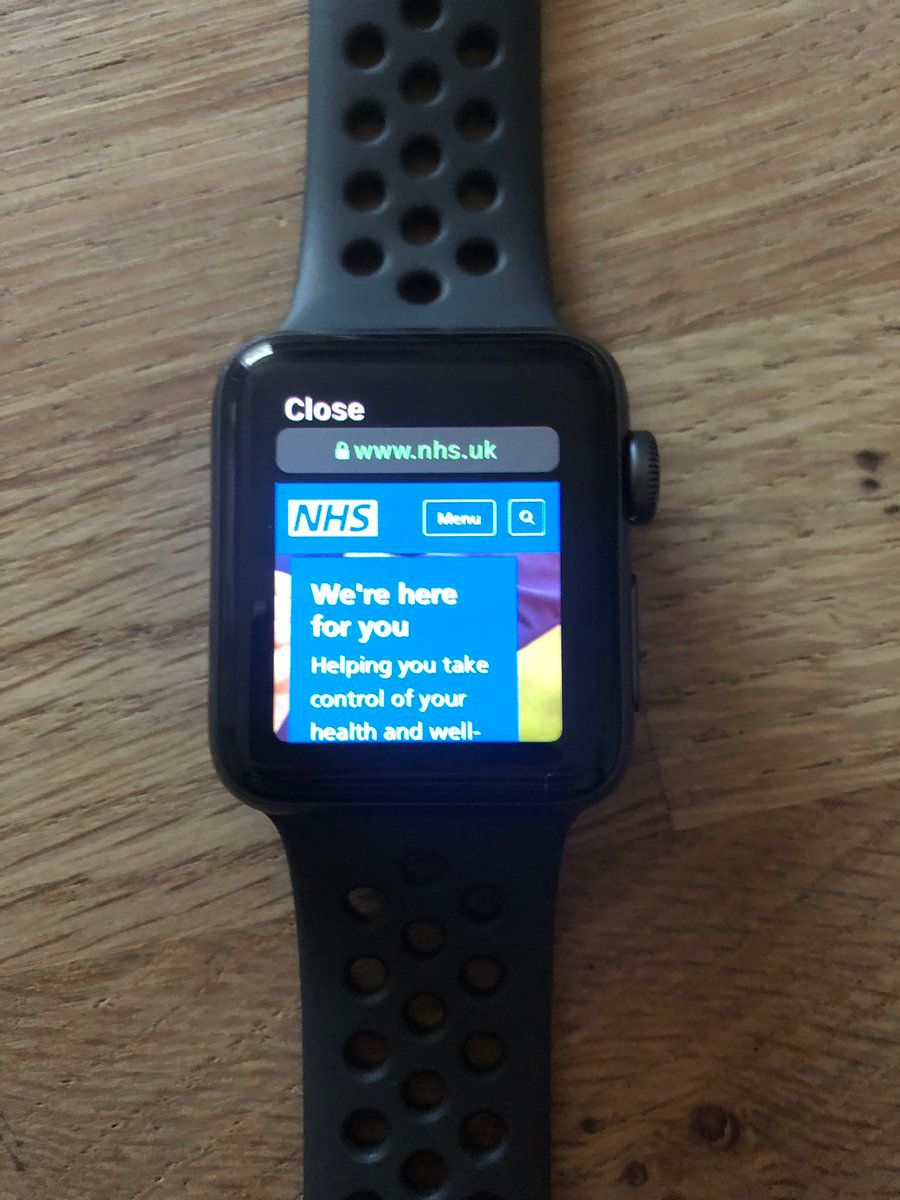 Close
www.nhs.uk
NHS
Menu
We're here
for you
Helping you take
control of your
health and well-